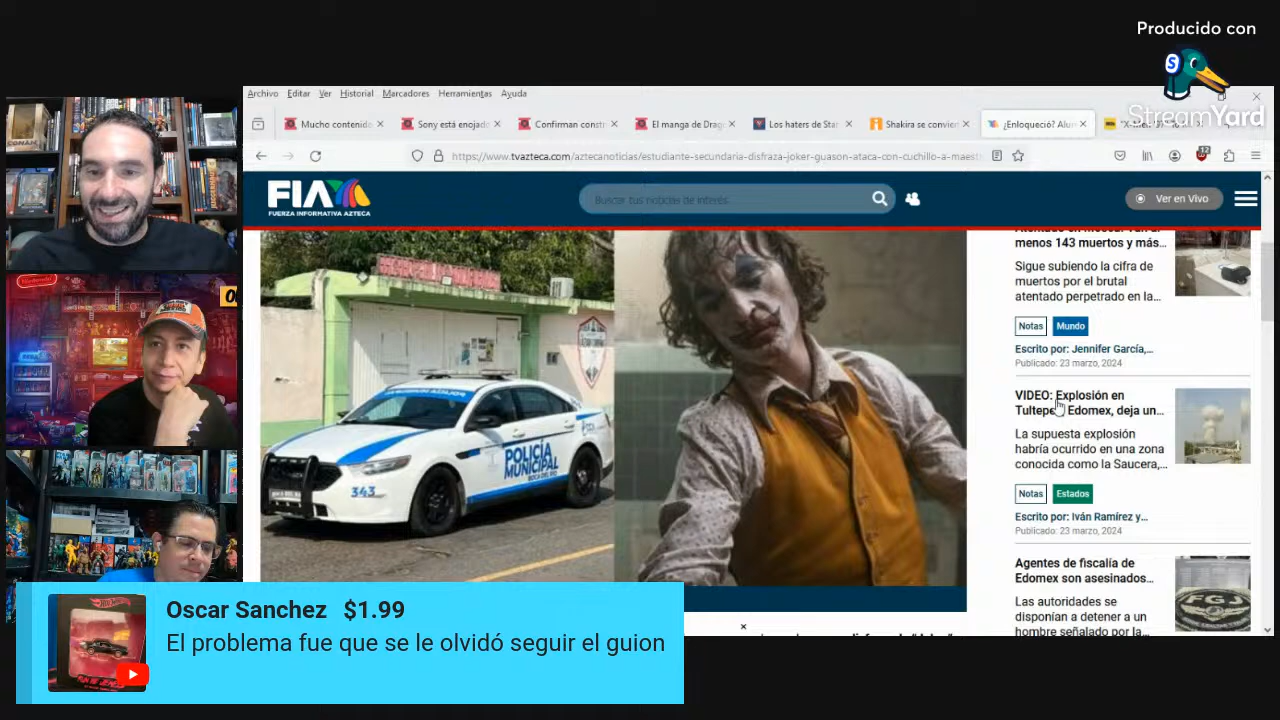 Producido con
StreamYard
Archivo Editar Ver Historial Marcadores Herramientas Ayuda
Mucho contenido
Sony está enojado
Confirman constr
El manga de Drag
Los haters de Star
Shakira se convier
¿Enloqueció? Alun
https://www.tvazteca.com/aztecanoticias/estudiante-secundaria-disfraza-joker-guason-ataca-con-cuchillo-a-maest
12
FIA
FUERZA INFORMATIVA AZTECA
Buscar tus noticias de interés
Ver en Vivo
menos 143 muertos y más...
Sigue subiendo la cifra de
muertos por el brutal
atentado perpetrado en la...
Notas Mundo
Escrito por: Jennifer García,...
Publicado: 23 marzo, 2024
VIDEO: Explosión en
Tultepec, Edomex, deja un...
La supuesta explosión
habría ocurrido en una zona
conocida como la Saucera,...
Notas Estados
Escrito por: Iván Ramírez y...
Publicado: 23 marzo, 2024
Agentes de fiscalía de
Edomex son asesinados...
Las autoridades se
disponían a detener a un
hombre señalado por la...
FGJ
POLICÍA
MUNICIPAL
BOCA DEL RÍO
343
Nintendo
CONAN
Oscar Sanchez $1.99
El problema fue que se le olvidó seguir el guion